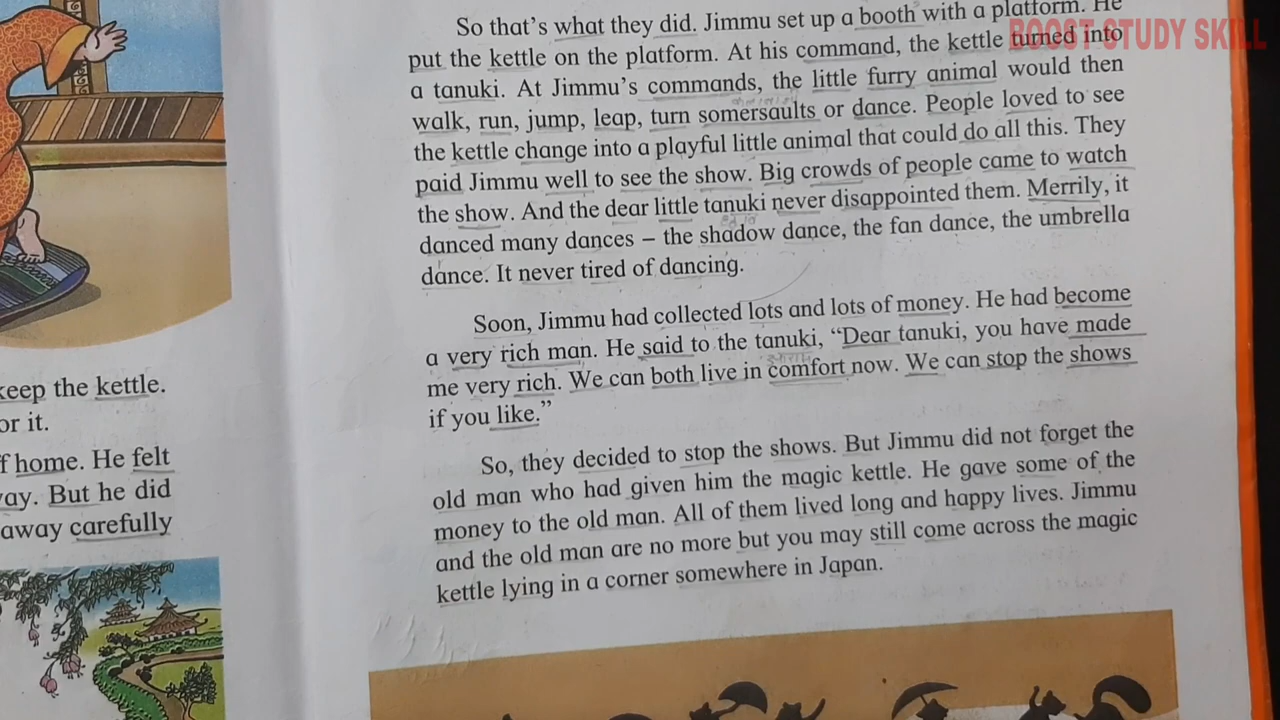 keep the kettle.
or it.
f home. He felt
ay. But he did
away carefully
So that's what they did. Jimmu set up a booth with a platform. He
put the kettle on the platform. At his command, the kettle turned into
a tanuki. At Jimmu's commands, the little furry animal would then
walk, run, jump, leap, turn somersaults or dance. People loved to see
the kettle change into a playful little animal that could do all this. They
paid Jimmu well to see the show. Big crowds of people came to watch
the show. And the dear little tanuki never disappointed them. Merrily, it
danced many dances – the shadow dance, the fan dance, the umbrella
dance. It never tired of dancing.
Soon, Jimmu had collected lots and lots of money. He had become
a very rich man. He said to the tanuki, “Dear tanuki, you have made
me very rich. We can both live in comfort now. We can stop the shows
if you like.”
So, they decided to stop the shows. But Jimmu did not forget the
old man who had given him the magic kettle. He gave some of the
money to the old man. All of them lived long and happy lives. Jimmu
and the old man are no more but you may still come across the magic
kettle lying in a corner somewhere in Japan.
BOOST STUDY SKILL